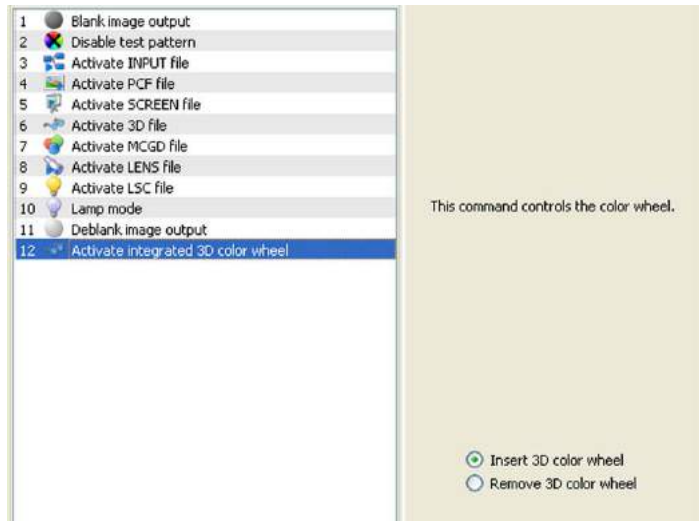 1 Blank image output
2 Disable test pattern
3 Activate INPUT file
4 Activate PCF file
5 Activate SCREEN file
6 Activate 3D file
7 Activate MCGD file
8 Activate LENS file
9 Activate LSC file
10 Lamp mode
11 Deblank image output
12 Activate integrated 3D color wheel
This command controls the color wheel.
Insert 3D color wheel
Remove 3D color wheel